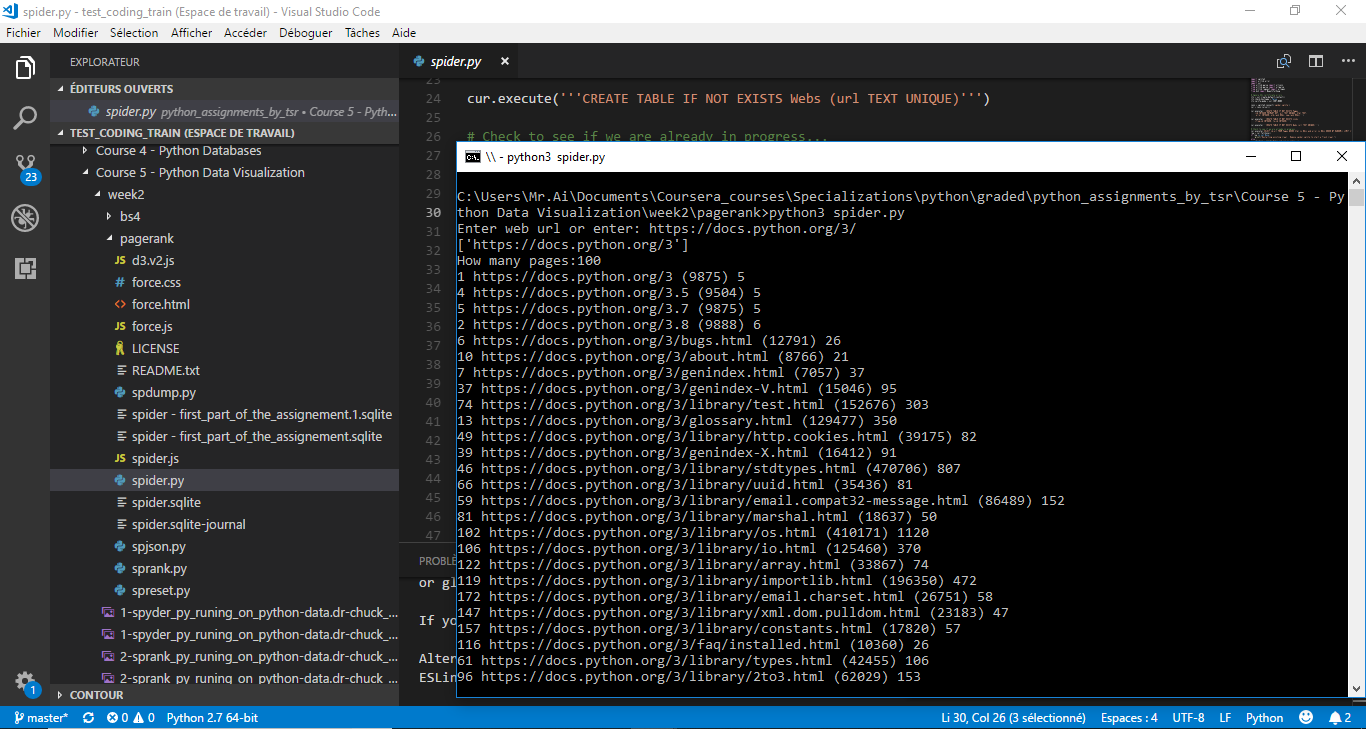 spider.py - test_coding_train (Espace de travail) - Visual Studio Code
Fichier Modifier Sélection Afficher Accéder Déboguer Tâches Aide
EXPLORATEUR
ÉDITEURS OUVERTS
spider.py python_assignments_by_tsr • Course 5 - Pyth...
TEST_CODING_TRAIN (ESPACE DE TRAVAIL)
Course 4 - Python Databases
Course 5 - Python Data Visualization
week2
bs4
pagerank
JS d3.v2.js
# force.css
<> force.html
JS force.js
LICENSE
README.txt
spdump.py
spider - first_part_of_the_assignement.1.sqlite
spider - first_part_of_the_assignement.sqlite
JS spider.js
spider.py
spider.sqlite
spider.sqlite-journal
spjson.py
sprank.py
spreset.py
1-spyder_py_runing_on_python-data.dr-chuck_...
1-spyder_py_runing_on_python-data.dr-chuck_...
2-sprank_py_runing_on_python-data.dr-chuck_...
2-sprank_py_runing_on_python-data.dr-chuck_...
CONTOUR
23
1
spider.py ×
23
24 cur.execute('''CREATE TABLE IF NOT EXISTS Webs (url TEXT UNIQUE)''')
25
26 # Check to see if we are already in progress...
27
28
29
30
31
32
33
34
35
36
37
38
39
40
41
42
43
44
45
46
47
or
If
ESLin
\\ - python3 spider.py
C:\Users\Mr.Ai\Documents\Coursera_courses\Specializations\python\graded\python_assignments_by_tsr\Course 5 - Py
thon Data Visualization\week2\pagerank>python3 spider.py
Enter web url or enter: https://docs.python.org/3/
['https://docs.python.org/3']
How many pages:100
1 https://docs.python.org/3 (9875) 5
4 https://docs.python.org/3.5 (9504) 5
5 https://docs.python.org/3.7 (9875) 5
2 https://docs.python.org/3.8 (9888) 6
6 https://docs.python.org/3/bugs.html (12791) 26
10 https://docs.python.org/3/about.html (8766) 21
7 https://docs.python.org/3/genindex.html (7057) 37
37 https://docs.python.org/3/genindex-V.html (15046) 95
74 https://docs.python.org/3/library/test.html (152676) 303
13 https://docs.python.org/3/glossary.html (129477) 350
49 https://docs.python.org/3/library/http.cookies.html (39175) 82
39 https://docs.python.org/3/genindex-X.html (16412) 91
46 https://docs.python.org/3/library/stdtypes.html (470706) 807
66 https://docs.python.org/3/library/uuid.html (35436) 81
59 https://docs.python.org/3/library/email.compat32-message.html (86489) 152
81 https://docs.python.org/3/library/marshal.html (18637) 50
102 https://docs.python.org/3/library/os.html (410171) 1120
106 https://docs.python.org/3/library/io.html (125460) 370
122 https://docs.python.org/3/library/array.html (33867) 74
119 https://docs.python.org/3/library/importlib.html (196350) 472
172 https://docs.python.org/3/library/email.charset.html (26751) 58
147 https://docs.python.org/3/library/xml.dom.pulldom.html (23183) 47
157 https://docs.python.org/3/library/constants.html (17820) 57
116 https://docs.python.org/3/faq/installed.html (10360) 26
61 https://docs.python.org/3/library/types.html (42455) 106
96 https://docs.python.org/3/library/2to3.html (62029) 153
master* 0 0 Python 2.7 64-bit Li 30, Col 26 (3 sélectionné) Espaces : 4 UTF-8 LF Python 2